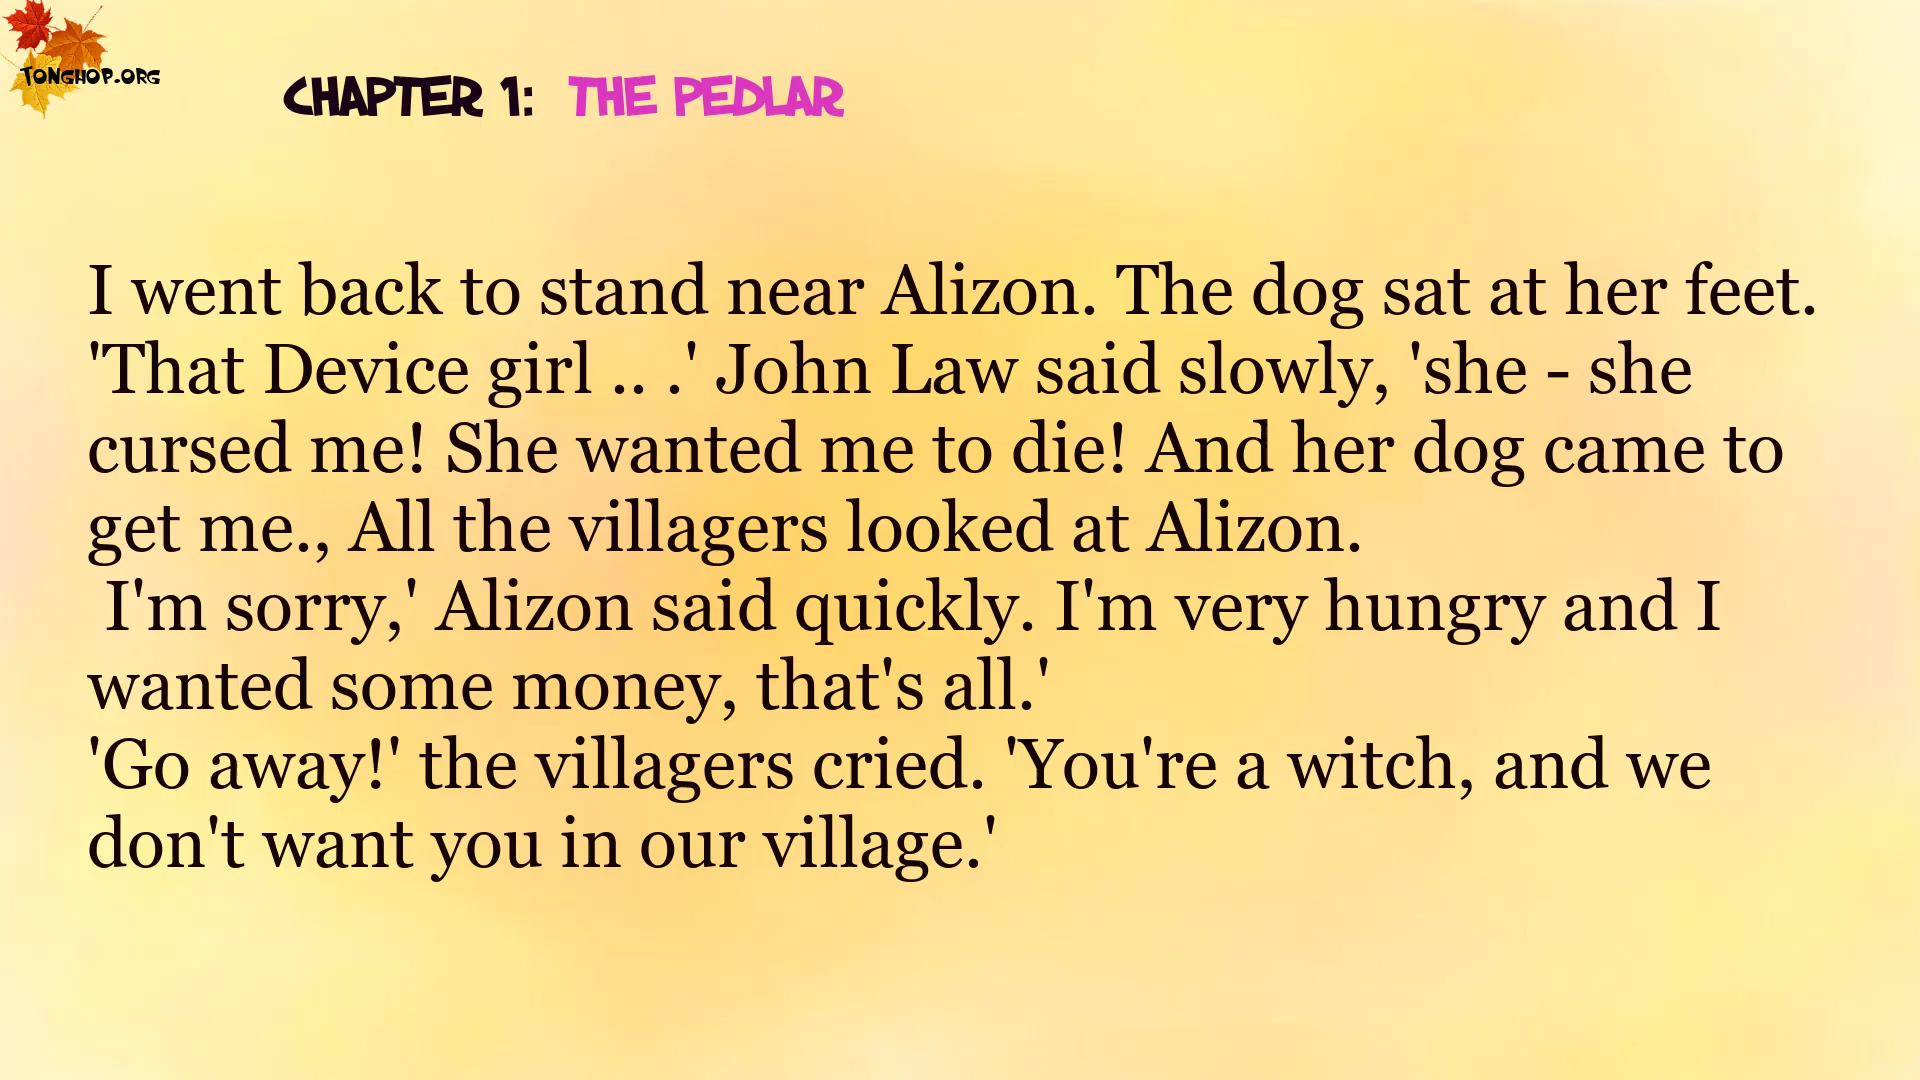 TONGHOP.ORG
CHAPTER 1: THE PEDLAR
I went back to stand near Alizon. The dog sat at her feet.
'That Device girl .. .' John Law said slowly, 'she - she
cursed me! She wanted me to die! And her dog came to
get me., All the villagers looked at Alizon.
I'm sorry,' Alizon said quickly. I'm very hungry and I
wanted some money, that's all.'
'Go away!' the villagers cried. 'You're a witch, and we
don't want you in our village.'